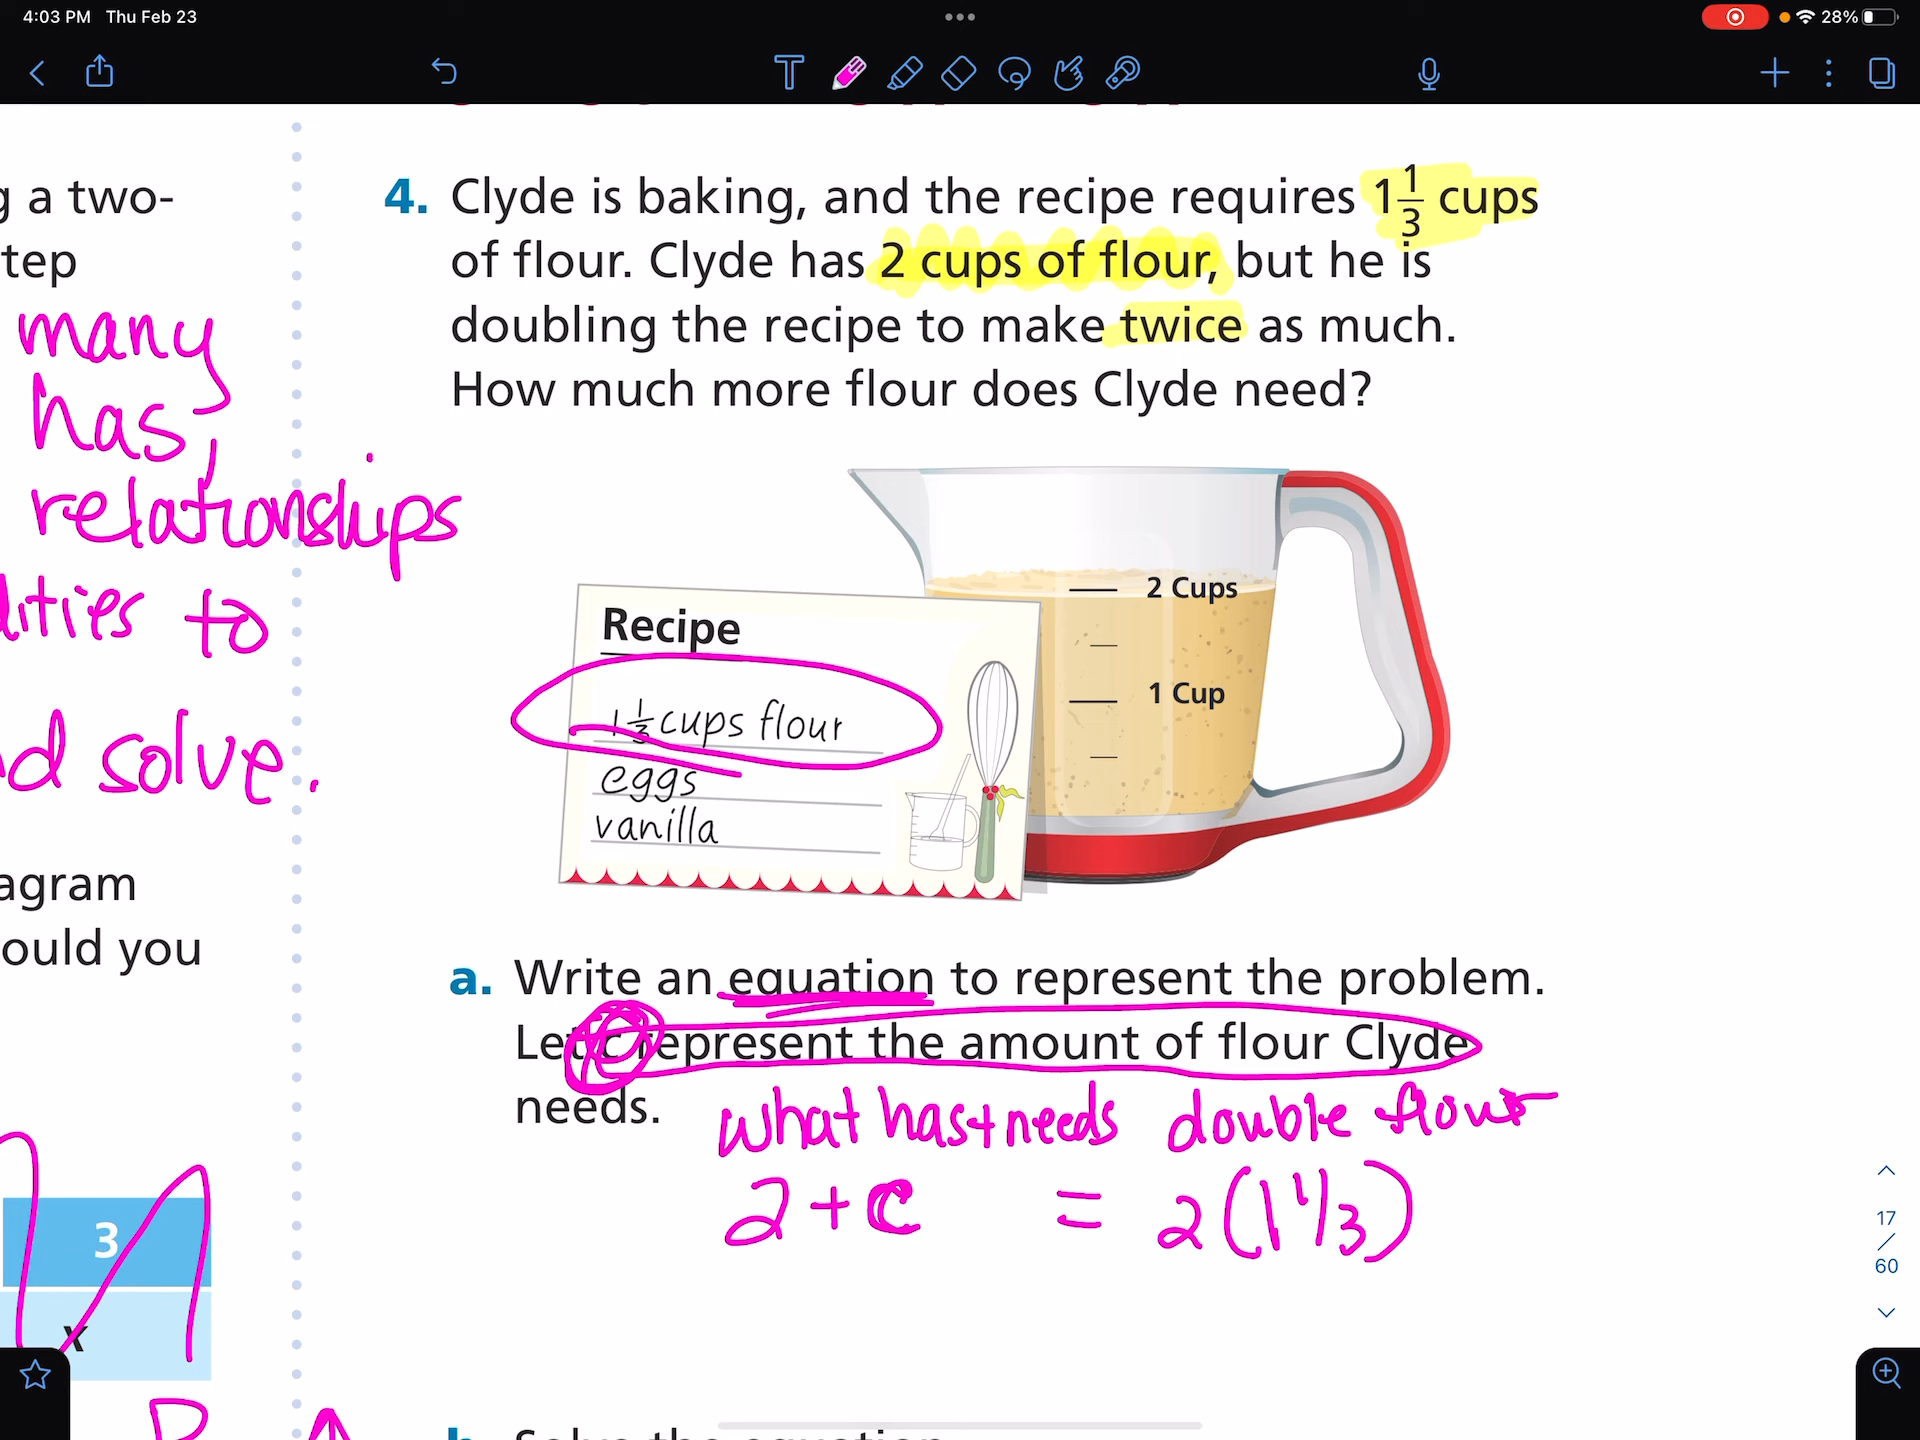 4:03 PM Thu Feb 23
28%
g a two-
tep
many
has,
relationships
lities to
nd solve.
agram
ould you
3
x
4. Clyde is baking, and the recipe requires 1 1/3 cups
of flour. Clyde has 2 cups of flour, but he is
doubling the recipe to make twice as much.
How much more flour does Clyde need?
2 Cups
1 Cup
Recipe
1 1/3 cups flour
eggs
vanilla
a. Write an equation to represent the problem.
Let c represent the amount of flour Clyde
needs.
what has + needs double flour
2 + c = 2(1 1/3)
17
/
60
b. Solve the equation